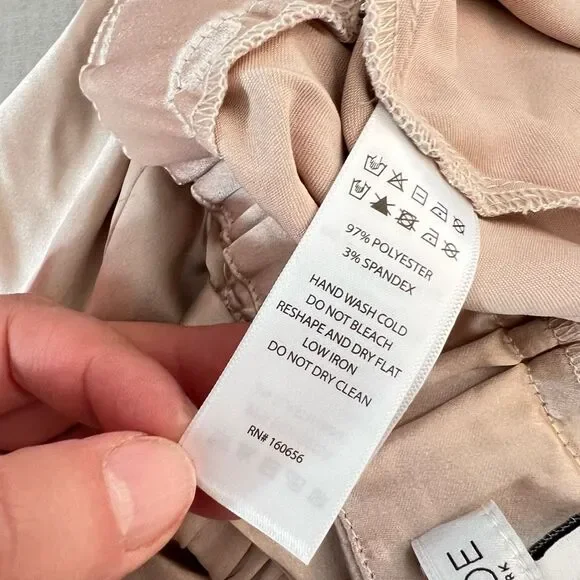 97% POLYESTER
3% SPANDEX
HAND WASH COLD
DO NOT BLEACH
RESHAPE AND DRY FLAT
LOW IRON
DO NOT DRY CLEAN
RN# 160656